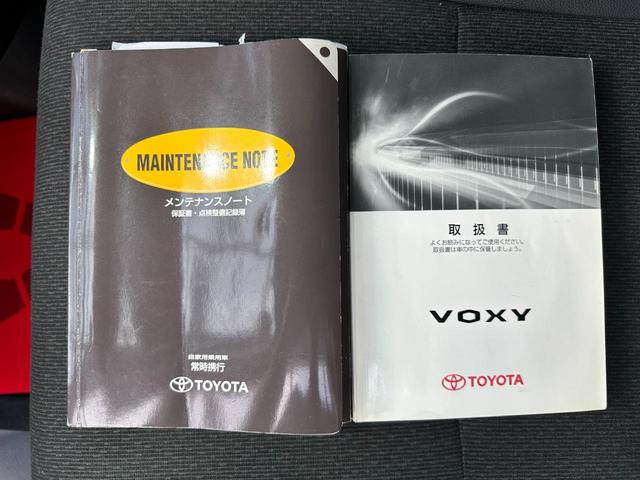 MAINTENANCE NOTE
メンテナンスノート
保証書・点検整備記録簿
自家用乗用車
常時携行
TOYOTA
取扱書
よくお読みになってご使用ください。
取扱書は車の中に保管しましょう。
VOXY
TOYOTA